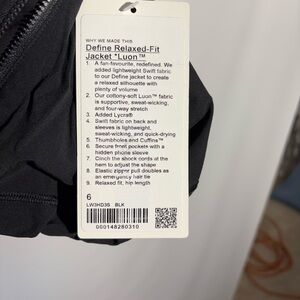 WHY WE MADE THIS
Define Relaxed-Fit
Jacket *Luon™
1. A fan-favourite, redefined. We
added lightweight Swift fabric
to our Define jacket to create
a relaxed silhouette with
plenty of volume
2. Our cottony-soft Luon™ fabric
is supportive, sweat-wicking,
and four-way stretch
3. Added Lycra®
4. Swift fabric on back and
sleeves is lightweight,
sweat-wicking, and quick-drying
5. Thumbholes and Cuffins™
6. Secure front pockets with a
hidden phone sleeve
7. Cinch the shock cords at the
hem to adjust the shape
8. Elastic zipper pull doubles as
an emergency hair tie
9. Relaxed fit, hip length
6
LW3HD3S BLK
000148280310